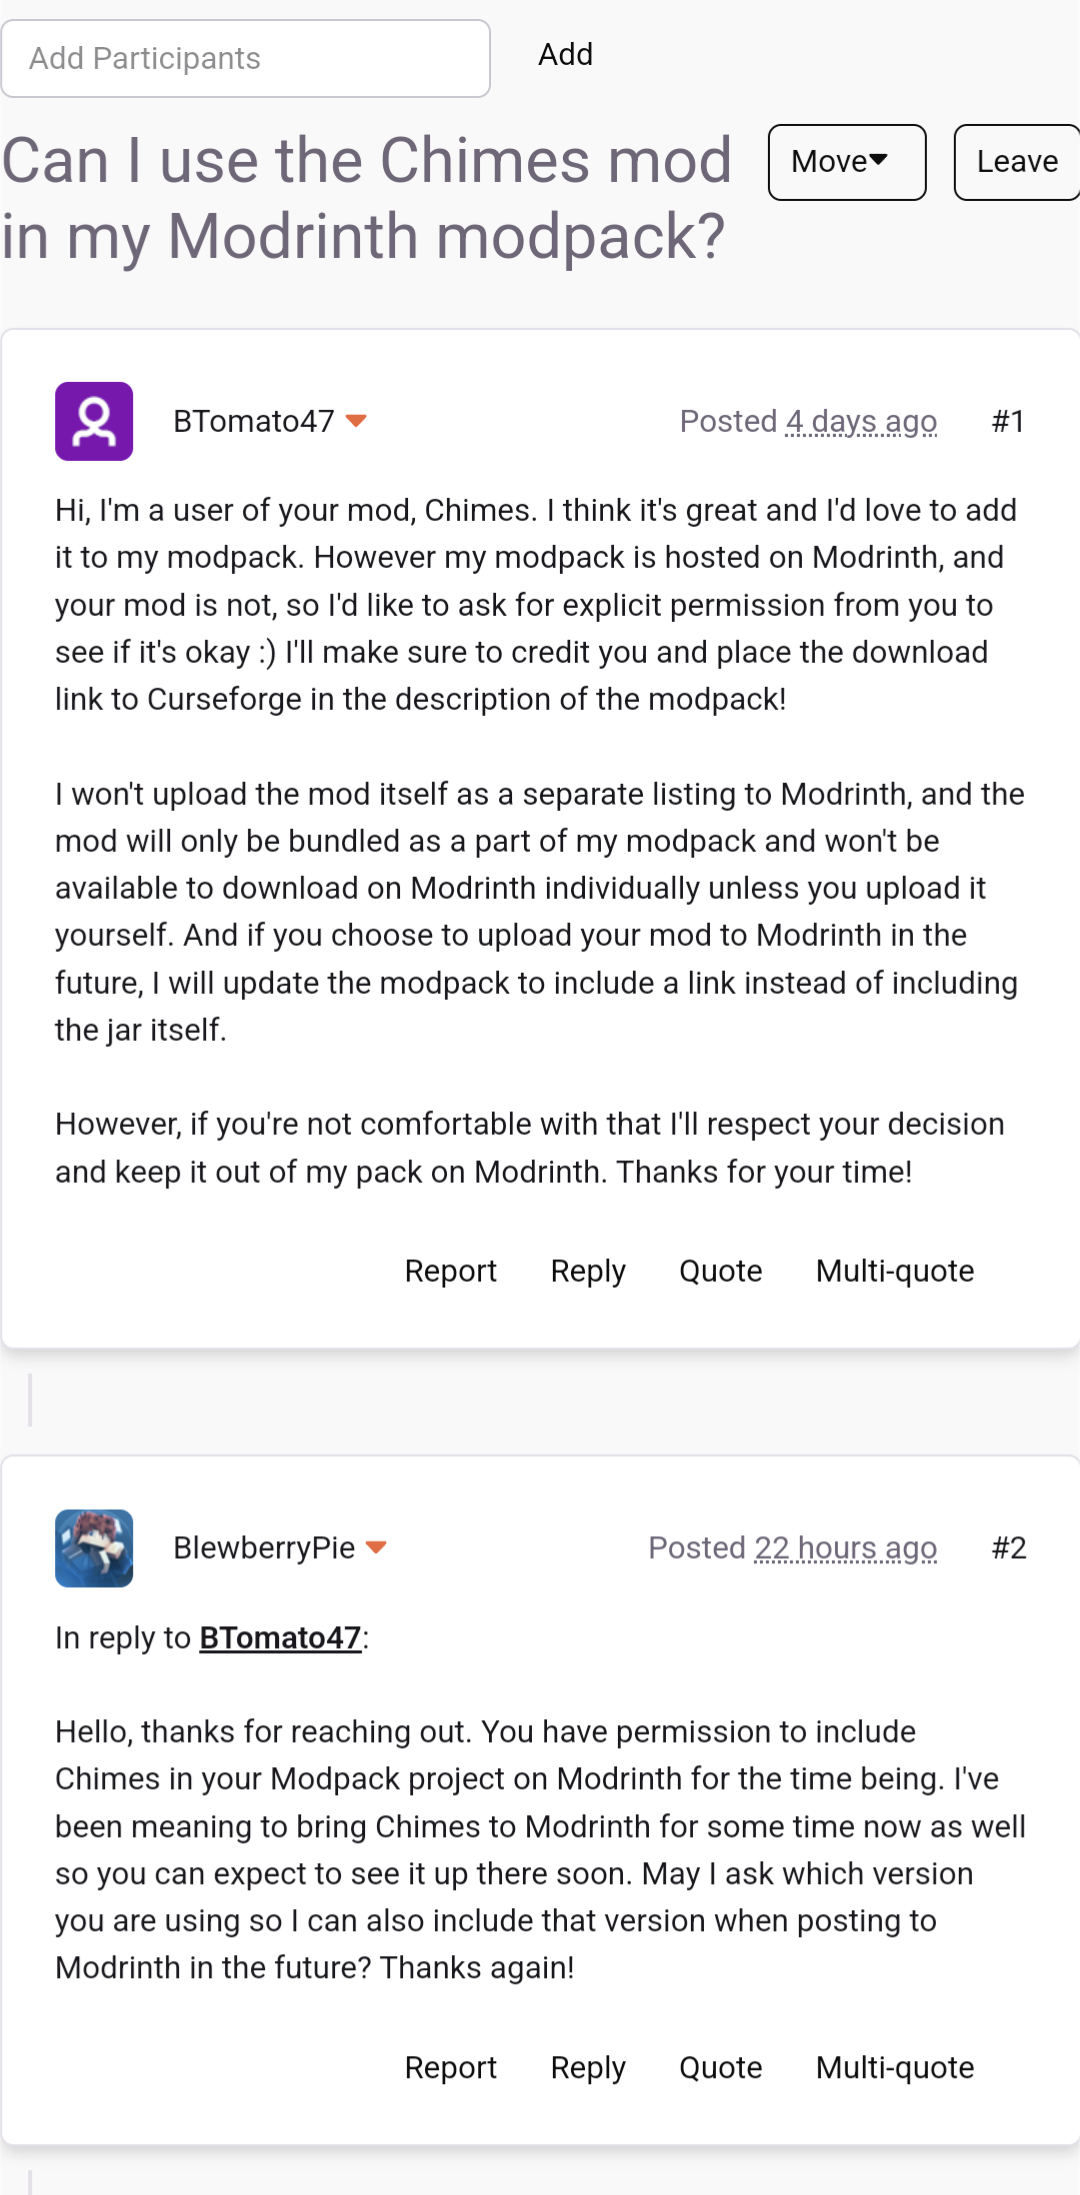 Add Participants
Add
Can I use the Chimes mod
in my Modrinth modpack?
Move
Leave
BTomato47
Posted 4 days ago
#1
Hi, I'm a user of your mod, Chimes. I think it's great and I'd love to add
it to my modpack. However my modpack is hosted on Modrinth, and
your mod is not, so I'd like to ask for explicit permission from you to
see if it's okay :) I'll make sure to credit you and place the download
link to Curseforge in the description of the modpack!
I won't upload the mod itself as a separate listing to Modrinth, and the
mod will only be bundled as a part of my modpack and won't be
available to download on Modrinth individually unless you upload it
yourself. And if you choose to upload your mod to Modrinth in the
future, I will update the modpack to include a link instead of including
the jar itself.
However, if you're not comfortable with that I'll respect your decision
and keep it out of my pack on Modrinth. Thanks for your time!
Report Reply Quote Multi-quote
BlewberryPie
Posted 22 hours ago
#2
In reply to BTomato47:
Hello, thanks for reaching out. You have permission to include
Chimes in your Modpack project on Modrinth for the time being. I've
been meaning to bring Chimes to Modrinth for some time now as well
so you can expect to see it up there soon. May I ask which version
you are using so I can also include that version when posting to
Modrinth in the future? Thanks again!
Report Reply Quote Multi-quote